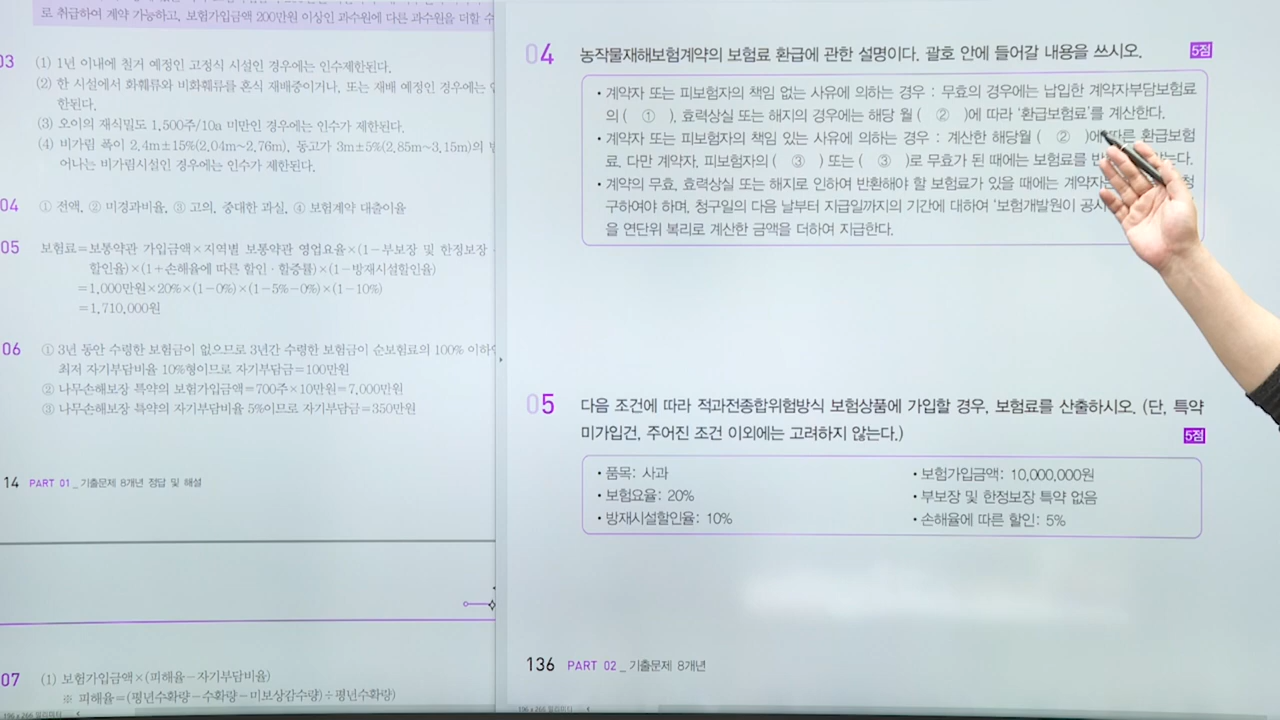 로 취급하여 계약 가능하고, 보험가입금액 200만원 이상인 과수원에 다른 과수원을 더할 수
03 (1) 1년 이내에 철거 예정인 고정식 시설인 경우에는 인수제한된다.
(2) 한 시설에서 화훼류와 비화훼류를 혼식 재배중이거나, 또는 재배 예정인 경우에는
한된다.
(3) 오이의 재식밀도 1,500주/10a 미만인 경우에는 인수가 제한된다.
(4) 비가림 폭이 2.4m±15%(2.04m~2.76m), 동고가 3m±5%(2.85m~3.15m)의
어나는 비가림시설인 경우에는 인수가 제한된다.
04 ① 전액, ② 미경과비율, ③ 고의, 중대한 과실, ④ 보험계약 대출이율
05 보험료=보통약관 가입금액×지역별 보통약관 영업요율×(1-부보장 및 한정보장
할인율)×(1+손해율에 따른 할인·할증률)×(1-방재시설할인율)
=1,000만원×20%×(1-0%)×(1-5%-0%)×(1-10%)
=1,710,000원
06 ① 3년 동안 수령한 보험금이 없으므로 3년간 수령한 보험금이 순보험료의 100% 이하
최저 자기부담비율 10%형이므로 자기부담금=100만원
② 나무손해보장 특약의 보험가입금액=700주×10만원=7,000만원
③ 나무손해보장 특약의 자기부담비율 5%이므로 자기부담금=350만원
14 PART 01 _ 기출문제 8개년 정답 및 해설
07 (1) 보험가입금액×(피해율-자기부담비율)
※ 피해율=(평년수확량-수확량-미보상감수량)÷평년수확량)
196 x 266 밀리미터
04 농작물재해보험계약의 보험료 환급에 관한 설명이다. 괄호 안에 들어갈 내용을 쓰시오. 5점
• 계약자 또는 피보험자의 책임 없는 사유에 의하는 경우 : 무효의 경우에는 납입한 계약자부담보험료
의 ( ① ), 효력상실 또는 해지의 경우에는 해당 월 ( ② )에 따라 '환급보험료'를 계산한다.
• 계약자 또는 피보험자의 책임 있는 사유에 의하는 경우 : 계산한 해당월 ( ② )에 따른 환급보험
료. 다만 계약자, 피보험자의 ( ③ ) 또는 ( ③ )로 무효가 된 때에는 보험료를
• 계약의 무효, 효력상실 또는 해지로 인하여 반환해야 할 보험료가 있을 때에는 계약자는 청
구하여야 하며, 청구일의 다음 날부터 지급일까지의 기간에 대하여 '보험개발원이 공시
을 연단위 복리로 계산한 금액을 더하여 지급한다.
05 다음 조건에 따라 적과전종합위험방식 보험상품에 가입할 경우, 보험료를 산출하시오. (단, 특약
미가입건, 주어진 조건 이외에는 고려하지 않는다.) 5점
• 품목: 사과 • 보험가입금액: 10,000,000원
• 보험요율: 20% • 부보장 및 한정보장 특약 없음
• 방재시설할인율: 10% • 손해율에 따른 할인: 5%
136 PART 02 _ 기출문제 8개년
196 x 266 밀리미터